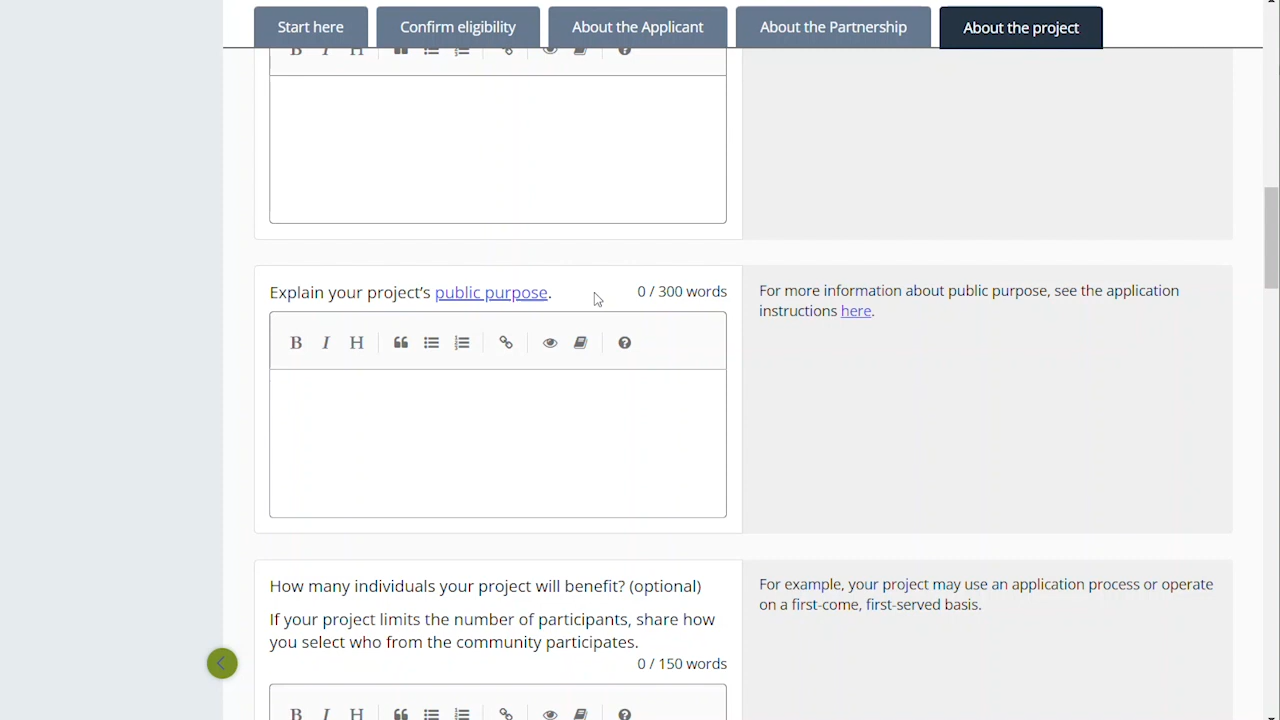 Start here
Confirm eligibility
About the Applicant
About the Partnership
About the project
B I H
Explain your project's public purpose.
0 / 300 words
B I H
For more information about public purpose, see the application
instructions here.
How many individuals your project will benefit? (optional)
If your project limits the number of participants, share how
you select who from the community participates.
0 / 150 words
B I H
For example, your project may use an application process or operate
on a first-come, first-served basis.